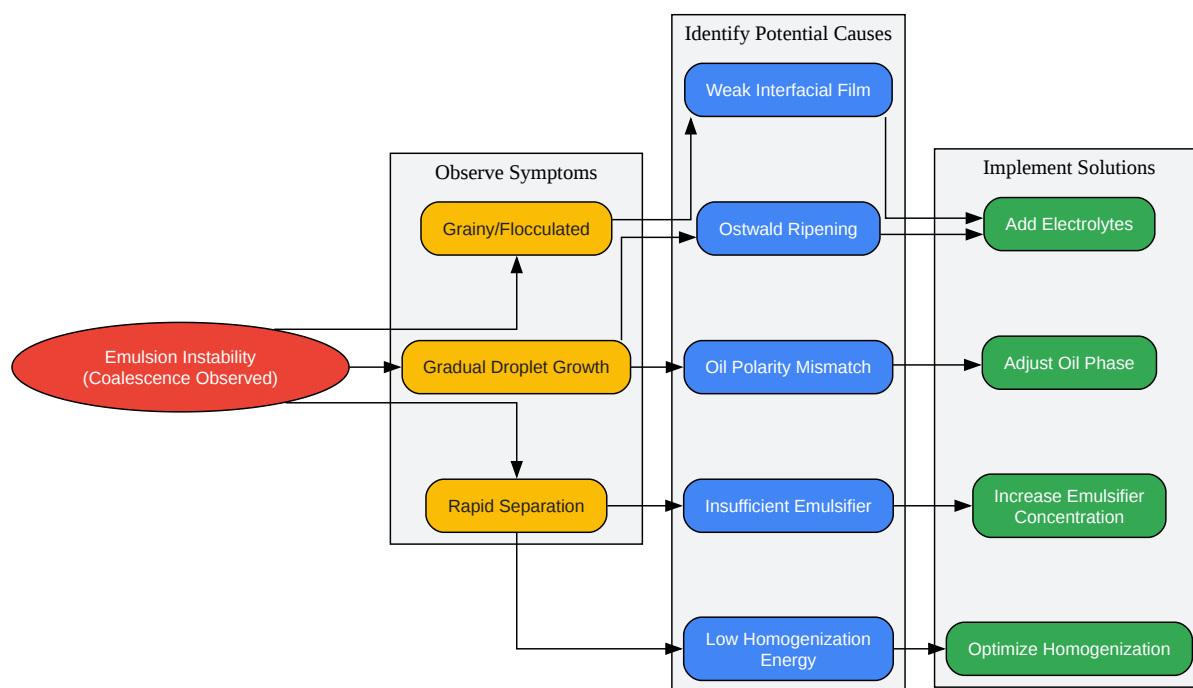 Emulsion Instability
(Coalescence Observed)
Observe Symptoms
Grainy/Flocculated
Gradual Droplet Growth
Rapid Separation
Identify Potential Causes
Weak Interfacial Film
Ostwald Ripening
Oil Polarity Mismatch
Insufficient Emulsifier
Low Homogenization
Energy
Implement Solutions
Add Electrolytes
Adjust Oil Phase
Increase Emulsifier
Concentration
Optimize Homogenization